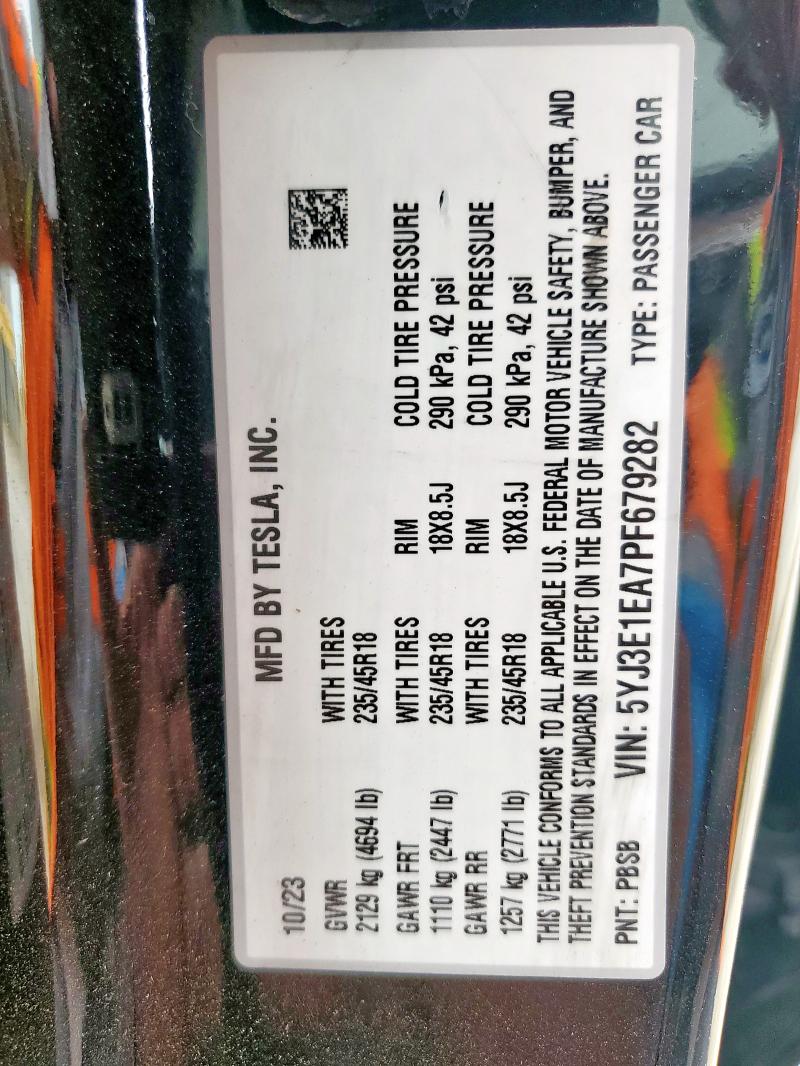 MFD BY TESLA, INC.
10/23
GVWR WITH TIRES
2129 kg (4694 lb) 235/45R18
GAWR FRT WITH TIRES RIM COLD TIRE PRESSURE
1110 kg (2447 lb) 235/45R18 18X8.5J 290 kPa, 42 psi
GAWR RR WITH TIRES RIM COLD TIRE PRESSURE
1257 kg (2771 lb) 235/45R18 18X8.5J 290 kPa, 42 psi
THIS VEHICLE CONFORMS TO ALL APPLICABLE U.S. FEDERAL MOTOR VEHICLE SAFETY, BUMPER, AND
THEFT PREVENTION STANDARDS IN EFFECT ON THE DATE OF MANUFACTURE SHOWN ABOVE.
PNT: PBSB VIN: 5YJ3E1EA7PF679282 TYPE: PASSENGER CAR